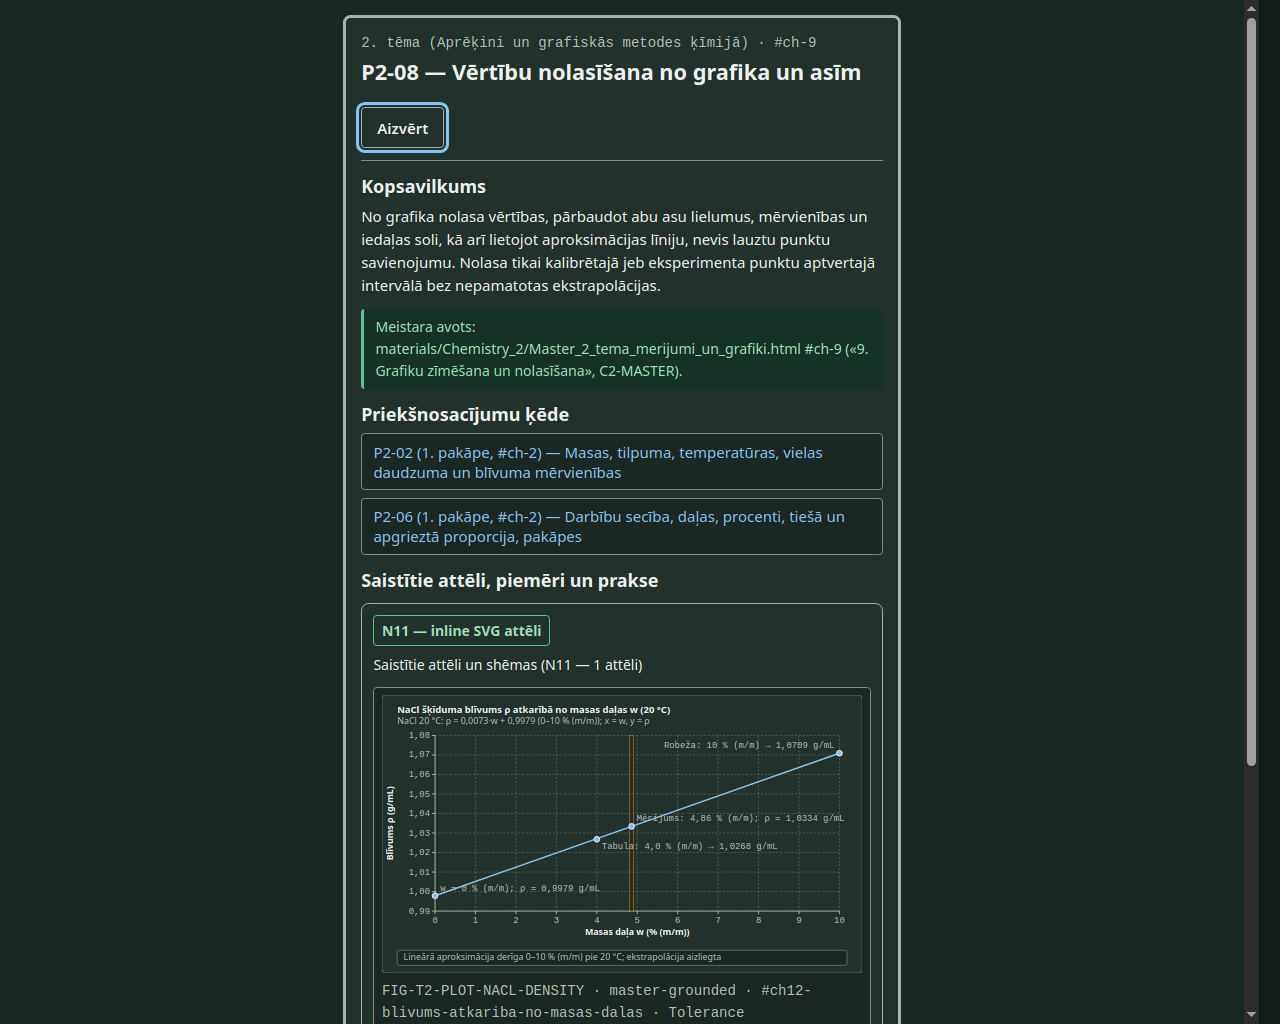 2. tēma (Aprēķini un grafiskās metodes ķīmijā) · #ch-9
P2-08 — Vērtību nolasīšana no grafika un asīm
Aizvērt
Kopsavilkums
No grafika nolasa vērtības, pārbaudot abu asu lielumus, mērvienības un
iedaļas soli, kā arī lietojot aproksimācijas līniju, nevis lauztu punktu
savienojumu. Nolasa tikai kalibrētajā jeb eksperimenta punktu aptvertajā
intervālā bez nepamatotas ekstrapolācijas.
Meistara avots:
materials/Chemistry_2/Master_2_tema_merijumi_un_grafiki.html #ch-9 («9.
Grafiku zīmēšana un nolasīšana», C2-MASTER).
Priekšnosacījumu ķēde
P2-02 (1. pakāpe, #ch-2) — Masas, tilpuma, temperatūras, vielas
daudzuma un blīvuma mērvienības
P2-06 (1. pakāpe, #ch-2) — Darbību secība, daļas, procenti, tiešā un
apgrieztā proporcija, pakāpes
Saistītie attēli, piemēri un prakse
N11 — inline SVG attēli
Saistītie attēli un shēmas (N11 — 1 attēli)
NaCl šķīduma blīvums ρ atkarībā no masas daļas w (20 °C)
NaCl 20 °C: ρ = 0,0073·w + 0,9979 (0–10 % (m/m)); x = w, y = ρ
1,08
Robeža: 10 % (m/m) → 1,0709 g/mL
1,07
1,06
1,05
1,04
Mērījums: 4,86 % (m/m); ρ = 1,0334 g/mL
1,03
Tabula: 4,0 % (m/m) → 1,0268 g/mL
1,02
1,01
1,00
w = 0 % (m/m); ρ = 0,9979 g/mL
0,99
Blīvums ρ (g/mL)
0 1 2 3 4 5 6 7 8 9 10
Masas daļa w (% (m/m))
Lineārā aproksimācija derīga 0–10 % (m/m) pie 20 °C; ekstrapolācija aizliegta
FIG-T2-PLOT-NACL-DENSITY · master-grounded · #ch12-
blivums-atkariba-no-masas-dalas · Tolerance